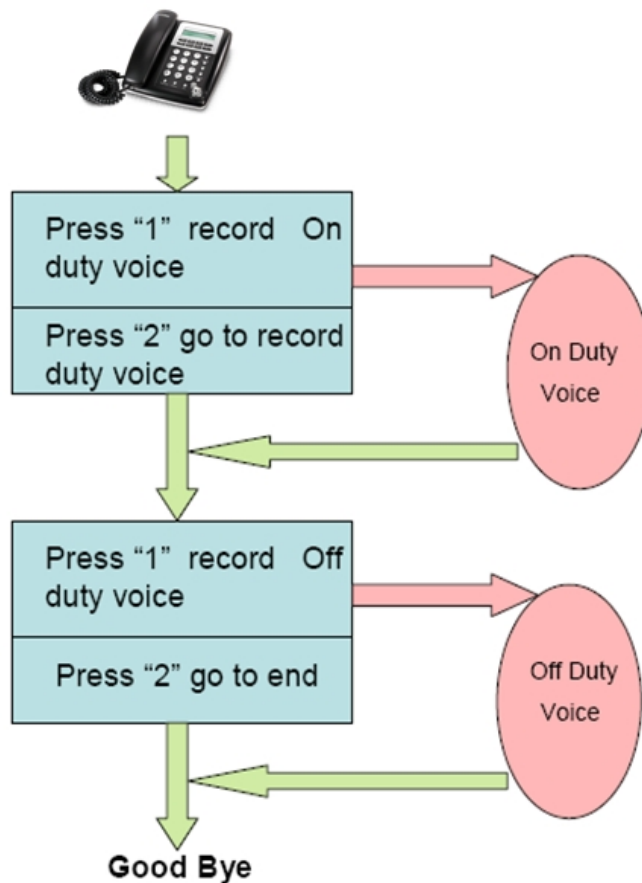 Press “1” record On
duty voice
Press “2” go to record
duty voice
On Duty
Voice
Press “1” record Off
duty voice
Press “2” go to end
Off Duty
Voice
Good Bye